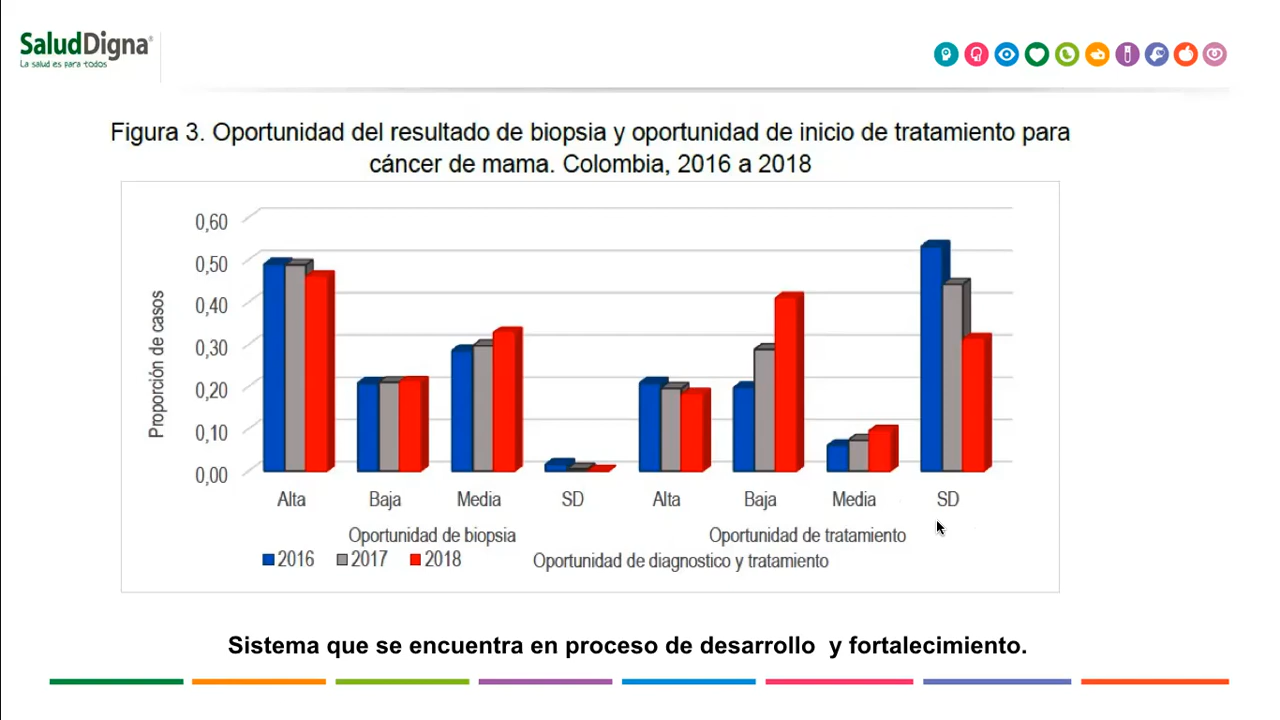 SaludDigna
La salud es para todos
Figura 3. Oportunidad del resultado de biopsia y oportunidad de inicio de tratamiento para
cáncer de mama. Colombia, 2016 a 2018
Proporción de casos
0,60
0,50
0,40
0,30
0,20
0,10
0,00
Alta Baja Media SD Alta Baja Media SD
Oportunidad de biopsia Oportunidad de tratamiento
2016 2017 2018 Oportunidad de diagnostico y tratamiento
Sistema que se encuentra en proceso de desarrollo y fortalecimiento.